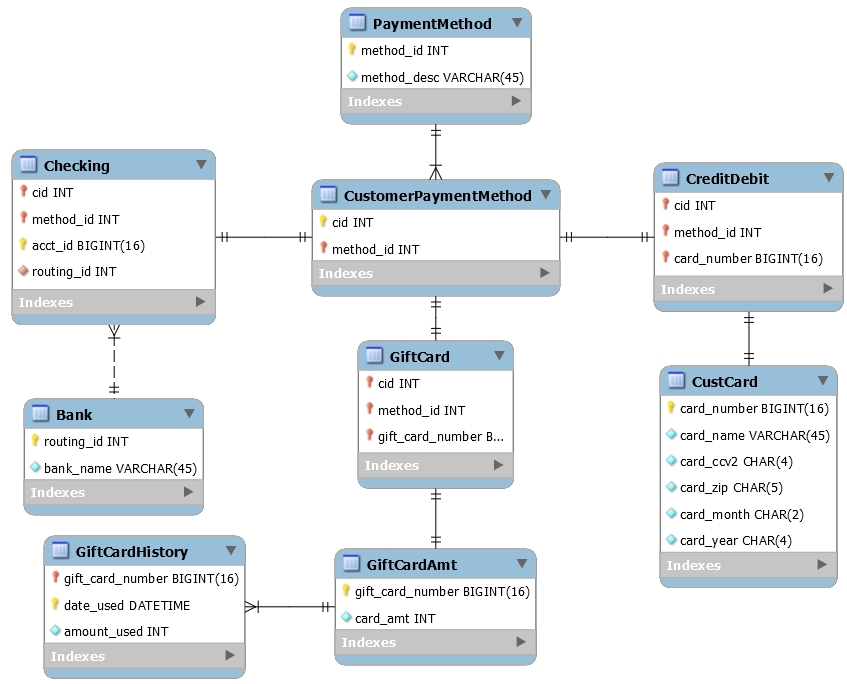 PaymentMethod
method_id INT
method_desc VARCHAR(45)
Indexes
Checking
cid INT
method_id INT
acct_id BIGINT(16)
routing_id INT
Indexes
CustomerPaymentMethod
cid INT
method_id INT
Indexes
CreditDebit
cid INT
method_id INT
card_number BIGINT(16)
Indexes
GiftCard
cid INT
method_id INT
gift_card_number B...
Indexes
Bank
routing_id INT
bank_name VARCHAR(45)
Indexes
CustCard
card_number BIGINT(16)
card_name VARCHAR(45)
card_ccv2 CHAR(4)
card_zip CHAR(5)
card_month CHAR(2)
card_year CHAR(4)
Indexes
GiftCardHistory
gift_card_number BIGINT(16)
date_used DATETIME
amount_used INT
Indexes
GiftCardAmt
gift_card_number BIGINT(16)
card_amt INT
Indexes